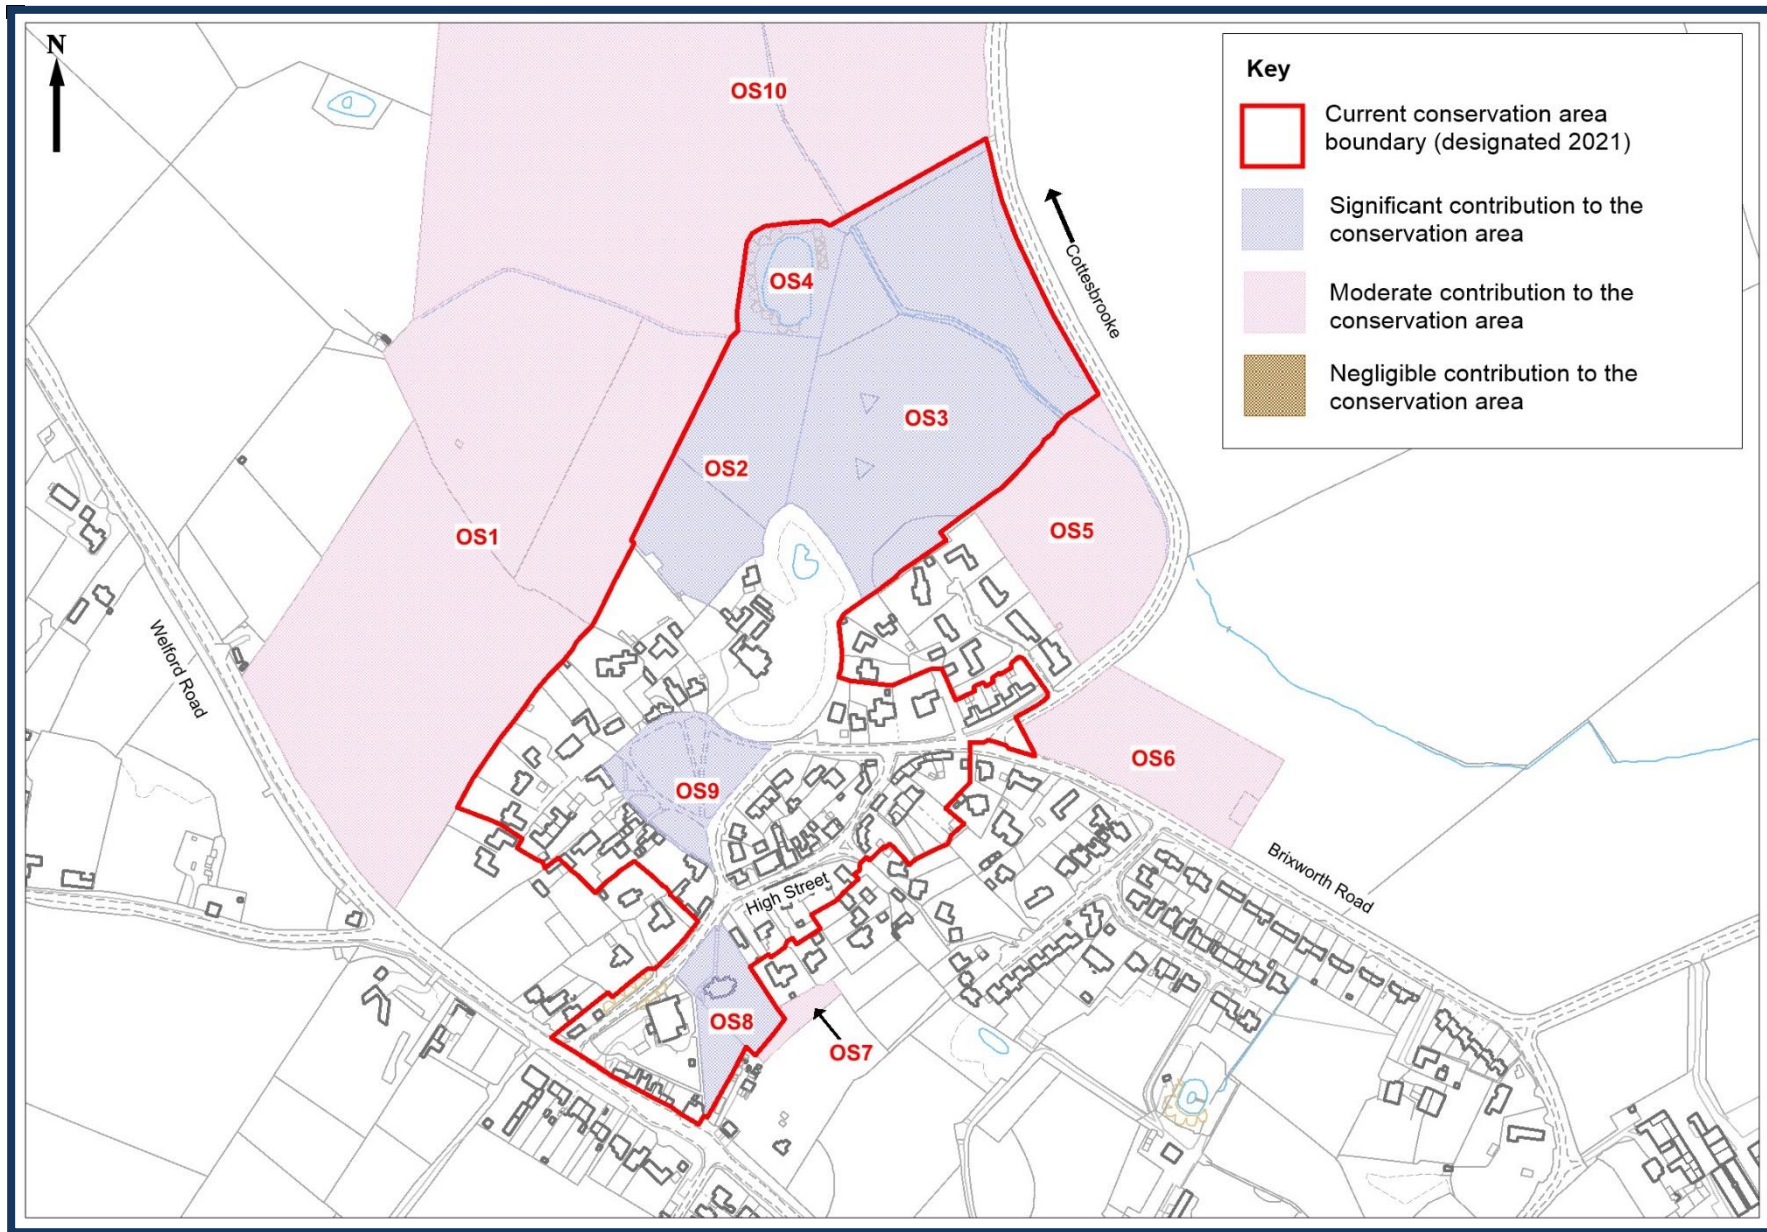 N
OS10
Key
Current conservation area
boundary (designated 2021)
Significant contribution to the
conservation area
Moderate contribution to the
conservation area
Negligible contribution to the
conservation area
Cottesbrooke
OS4
OS3
OS2
OS1
OS5
Welford Road
OS6
OS9
High Street
Brixworth Road
OS8
OS7